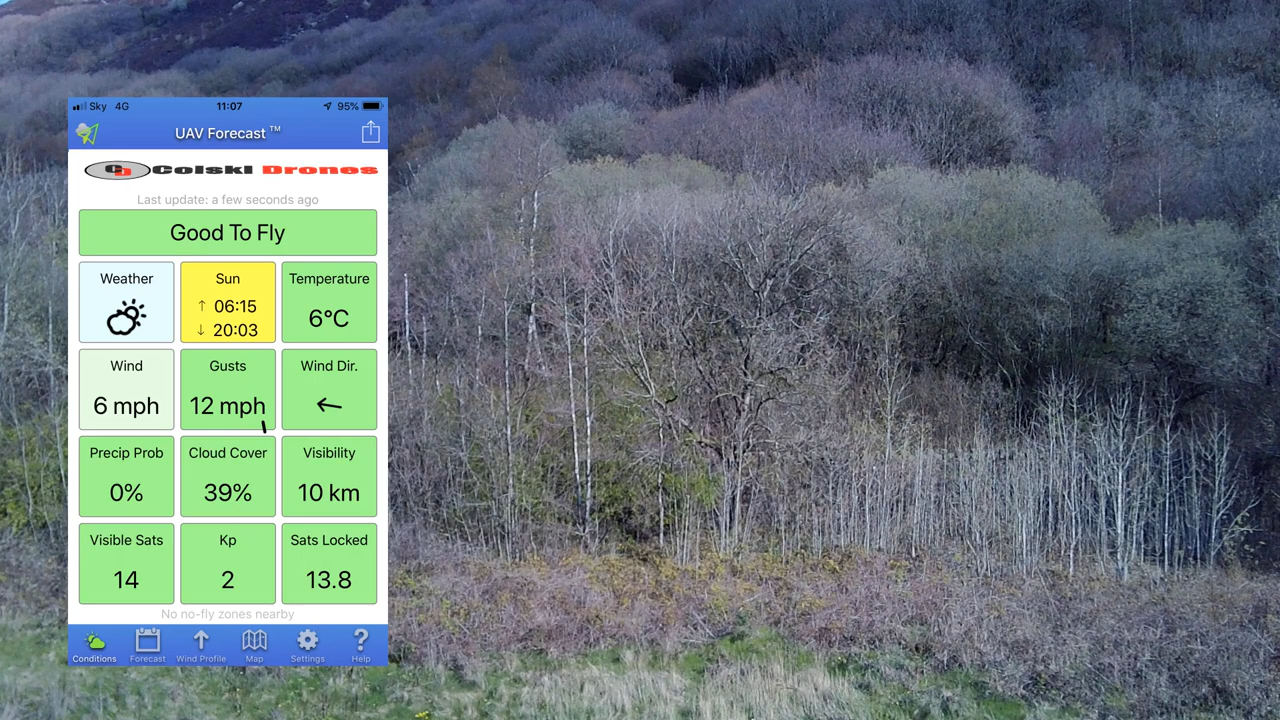 Sky 4G 11:07 95%
UAV Forecast ™
CD Colski Drones
Last update: a few seconds ago
Good To Fly
Weather Sun Temperature
↑ 06:15
↓ 20:03
6°C
Wind Gusts Wind Dir.
6 mph 12 mph ←
Precip Prob Cloud Cover Visibility
0% 39% 10 km
Visible Sats Kp Sats Locked
14 2 13.8
No no-fly zones nearby
Conditions Forecast Wind Profile Map Settings Help